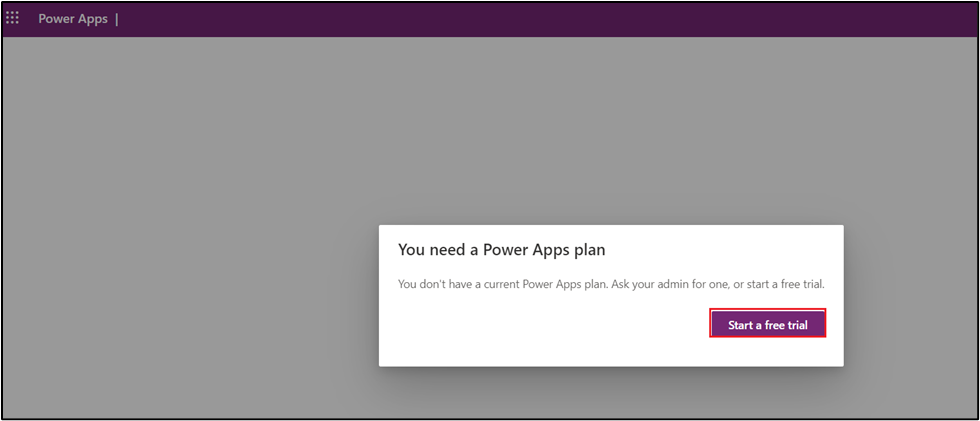 Power Apps |
You need a Power Apps plan
You don't have a current Power Apps plan. Ask your admin for one, or start a free trial.
Start a free trial